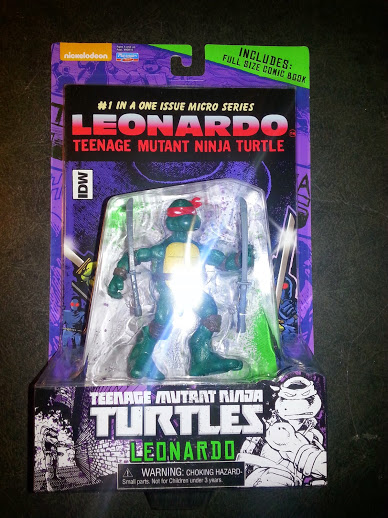 nickelodeon
INCLUDES:
FULL SIZE COMIC BOOK
#1 IN A ONE ISSUE MICRO SERIES
LEONARDO
TEENAGE MUTANT NINJA TURTLE
IDW
TEENAGE MUTANT NINJA
TURTLES
LEONARDO
WARNING: CHOKING HAZARD-
Small parts. Not for Children under 3 years.